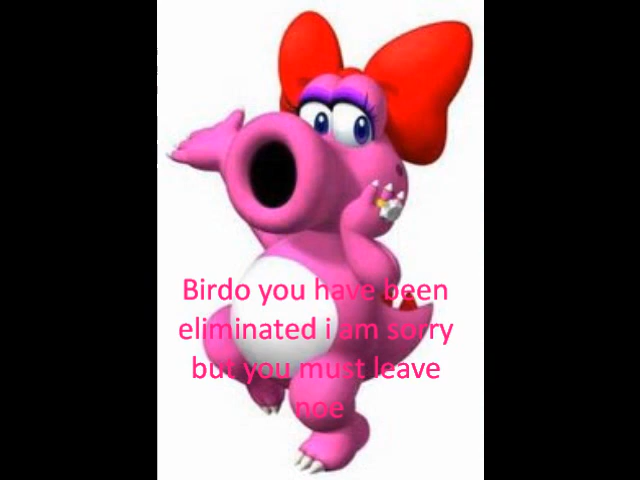 Birdo you have been
eliminated i am sorry
but you must leave
noe